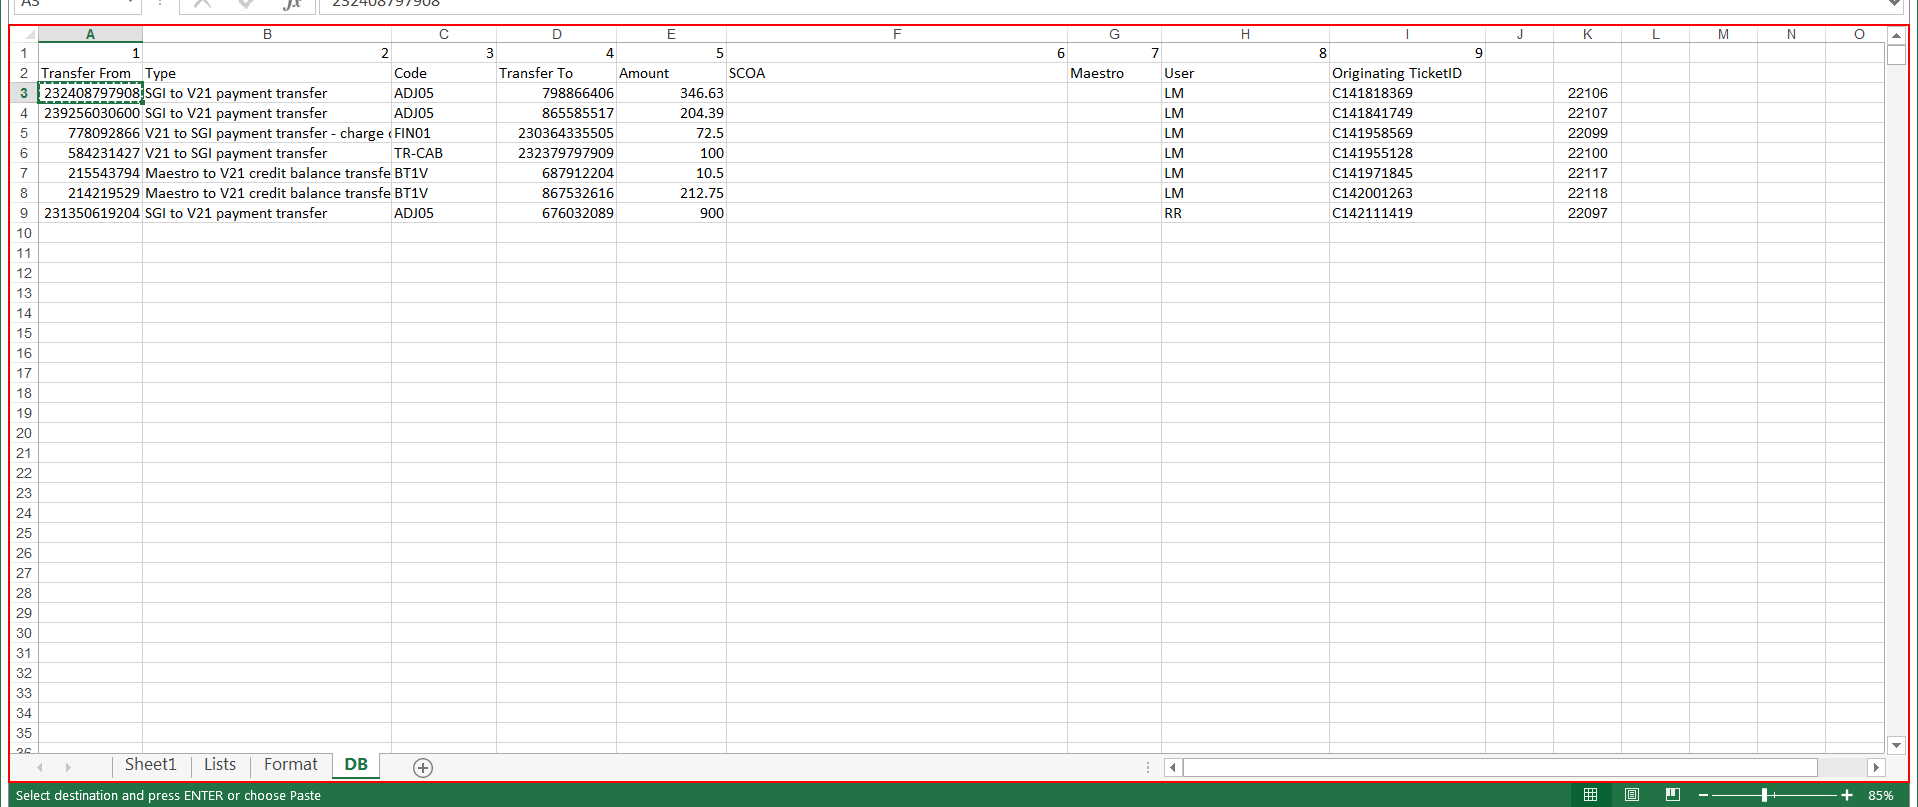 A3 fx 232408797908
A B C D E F G H I J K L M N O
1 1 2 3 4 5 6 7 8 9
2 Transfer From Type Code Transfer To Amount SCOA Maestro User Originating TicketID
3 232408797908 SGI to V21 payment transfer ADJ05 798866406 346.63 LM C141818369 22106
4 239256030600 SGI to V21 payment transfer ADJ05 865585517 204.39 LM C141841749 22107
5 778092866 V21 to SGI payment transfer - charge FIN01 230364335505 72.5 LM C141958569 22099
6 584231427 V21 to SGI payment transfer TR-CAB 232379797909 100 LM C141955128 22100
7 215543794 Maestro to V21 credit balance transfe BT1V 687912204 10.5 LM C141971845 22117
8 214219529 Maestro to V21 credit balance transfe BT1V 867532616 212.75 LM C142001263 22118
9 231350619204 SGI to V21 payment transfer ADJ05 676032089 900 RR C142111419 22097
10
11
12
13
14
15
16
17
18
19
20
21
22
23
24
25
26
27
28
29
30
31
32
33
34
35
36
Sheet1 Lists Format DB
Select destination and press ENTER or choose Paste 85%